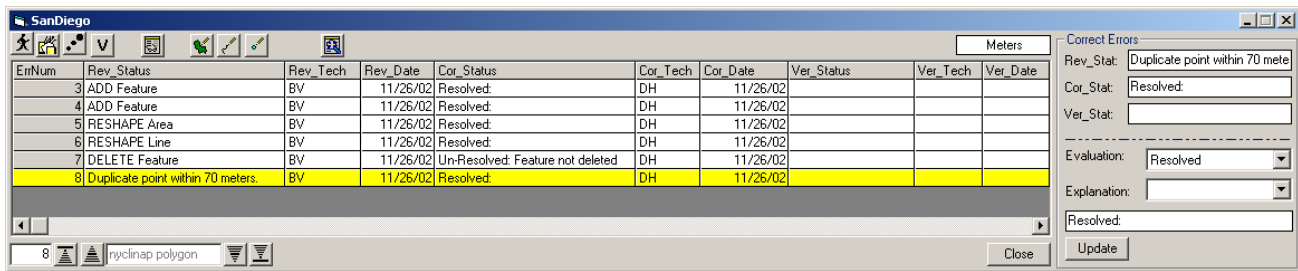 SanDiego
V
Meters
ErrNum Rev_Status Rev_Tech Rev_Date Cor_Status Cor_Tech Cor_Date Ver_Status Ver_Tech Ver_Date
3 ADD Feature BV 11/26/02 Resolved: DH 11/26/02
4 ADD Feature BV 11/26/02 Resolved: DH 11/26/02
5 RESHAPE Area BV 11/26/02 Resolved: DH 11/26/02
6 RESHAPE Line BV 11/26/02 Resolved: DH 11/26/02
7 DELETE Feature BV 11/26/02 Un-Resolved: Feature not deleted DH 11/26/02
8 Duplicate point within 70 meters. BV 11/26/02 Resolved: DH 11/26/02
8 nyclinap polygon Close
Correct Errors
Rev_Stat: Duplicate point within 70 mete
Cor_Stat: Resolved:
Ver_Stat:
Evaluation: Resolved
Explanation:
Resolved:
Update